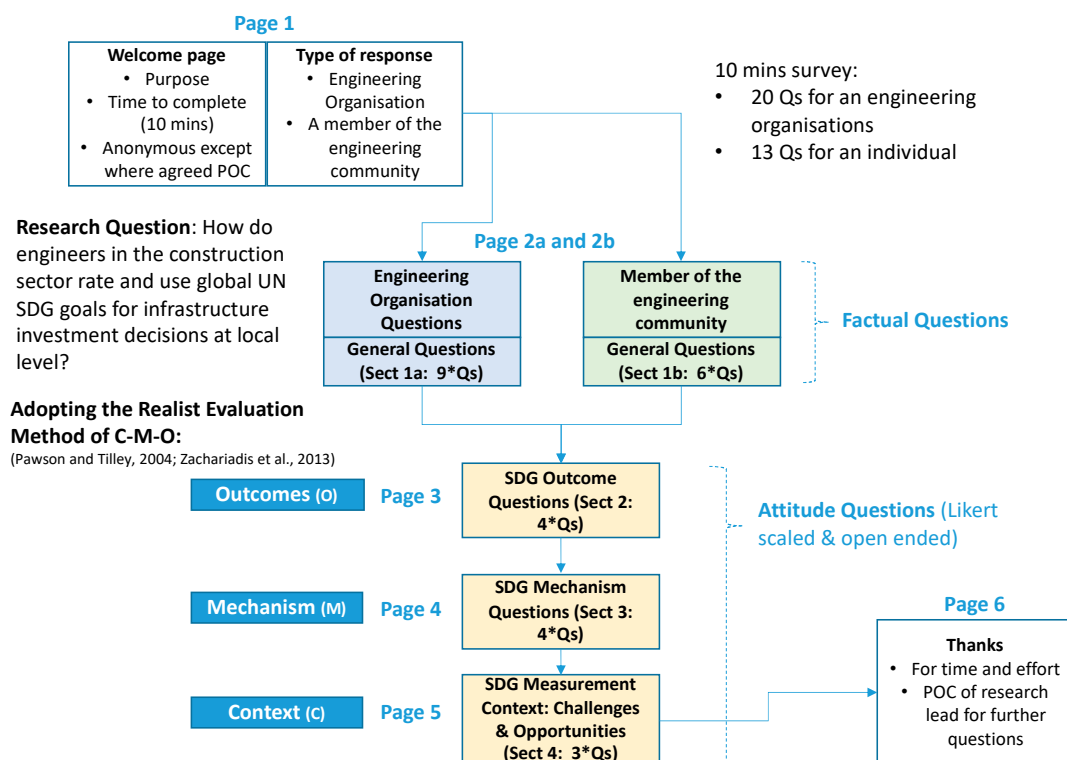 Page 1
Welcome page
• Purpose
• Time to complete
(10 mins)
• Anonymous except
where agreed POC
Type of response
• Engineering
Organisation
• A member of the
engineering
community
10 mins survey:
• 20 Qs for an engineering
organisations
• 13 Qs for an individual
Research Question: How do
engineers in the construction
sector rate and use global UN
SDG goals for infrastructure
investment decisions at local
level?
Page 2a and 2b
Engineering
Organisation
Questions
General Questions
(Sect 1a: 9*Qs)
Member of the
engineering
community
General Questions
(Sect 1b: 6*Qs)
Factual Questions
Adopting the Realist Evaluation
Method of C-M-O:
(Pawson and Tilley, 2004; Zachariadis et al., 2013)
Outcomes (O)
Page 3
SDG Outcome
Questions (Sect 2:
4*Qs)
Attitude Questions (Likert
scaled & open ended)
Mechanism (M)
Page 4
SDG Mechanism
Questions (Sect 3:
4*Qs)
Context (C)
Page 5
SDG Measurement
Context: Challenges
& Opportunities
(Sect 4: 3*Qs)
Page 6
Thanks
• For time and effort
• POC of research
lead for further
questions